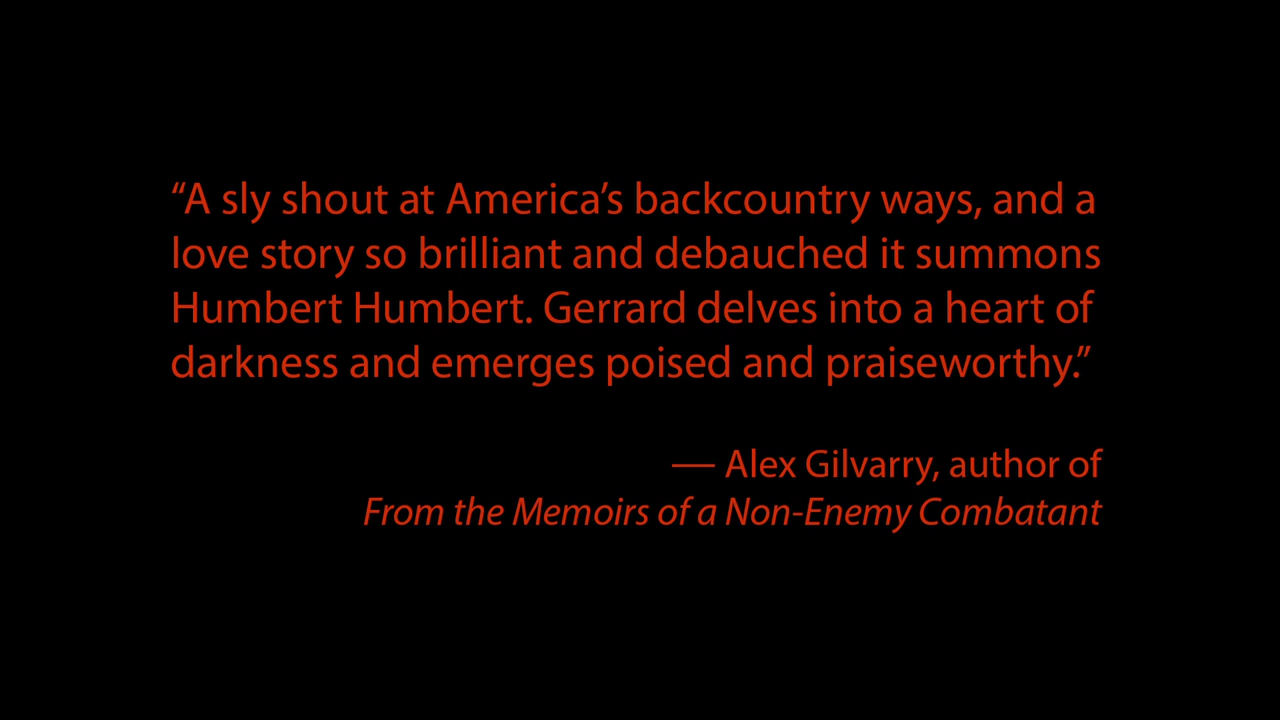 “A sly shout at America’s backcountry ways, and a
love story so brilliant and debauched it summons
Humbert Humbert. Gerrard delves into a heart of
darkness and emerges poised and praiseworthy.”
— Alex Gilvarry, author of
From the Memoirs of a Non-Enemy Combatant